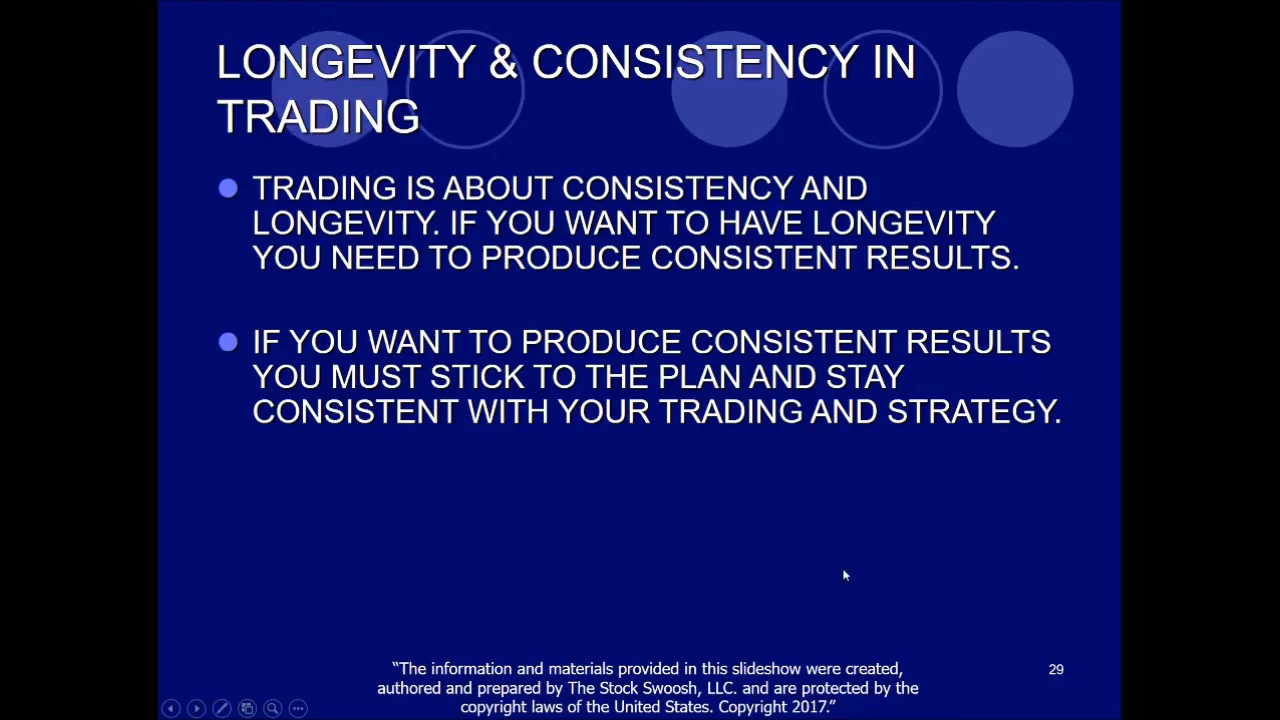 LONGEVITY & CONSISTENCY IN
TRADING
TRADING IS ABOUT CONSISTENCY AND
LONGEVITY. IF YOU WANT TO HAVE LONGEVITY
YOU NEED TO PRODUCE CONSISTENT RESULTS.
IF YOU WANT TO PRODUCE CONSISTENT RESULTS
YOU MUST STICK TO THE PLAN AND STAY
CONSISTENT WITH YOUR TRADING AND STRATEGY.
“The information and materials provided in this slideshow were created,
authored and prepared by The Stock Swoosh, LLC. and are protected by the
copyright laws of the United States. Copyright 2017.”
29